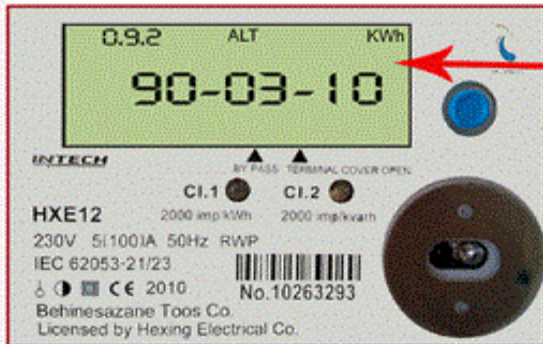 0.9.2 ALT KWh
90-03-10
INTECH
BY PASS TERMINAL COVER OPEN
Cl.1 Cl.2
HXE12 2000 imp/kWh 2000 imp/kvarh
230V 5(100)A 50Hz RWP
IEC 62053-21/23
CE 2010
No.10263293
Behinesazane Toos Co.
Licensed by Hexing Electrical Co.